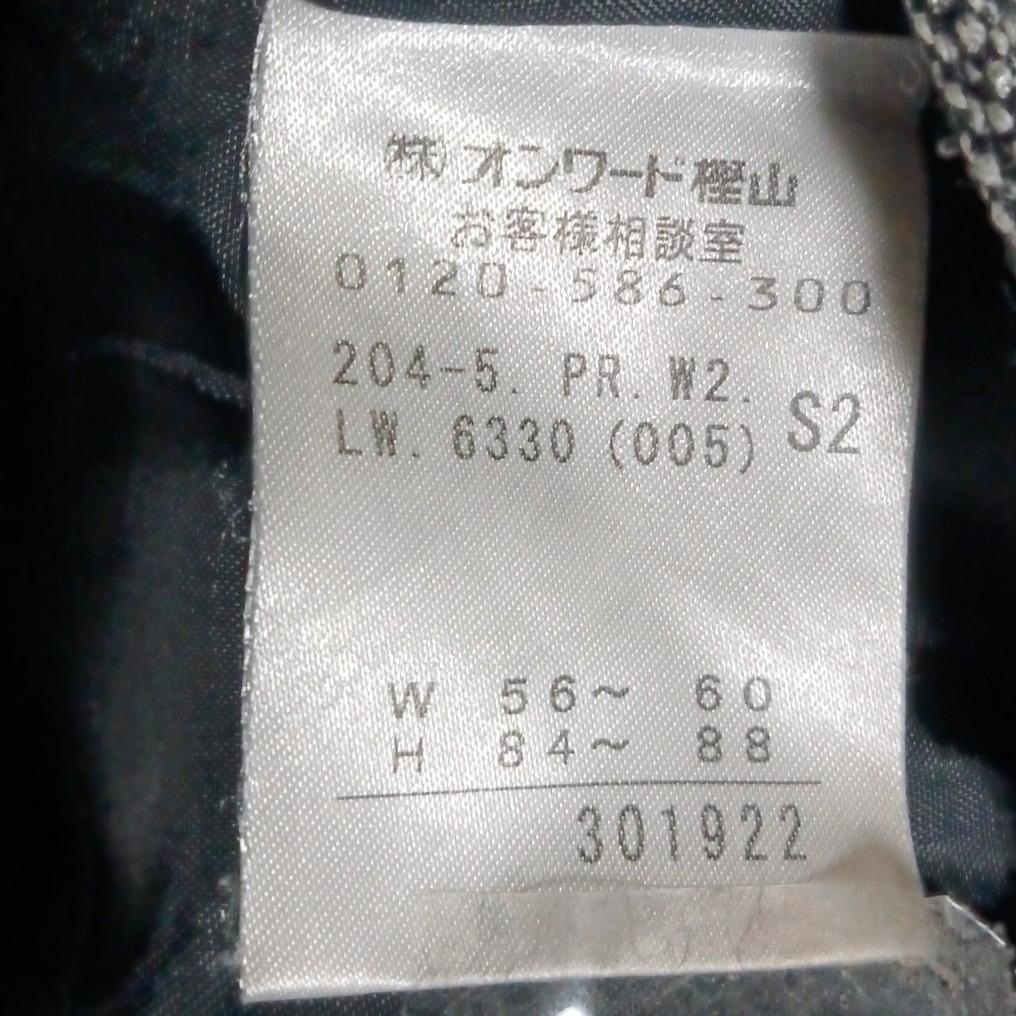 ㈱オンワード樫山
お客様相談室
0120-586-300
204-5. PR. W2.
LW. 6330 (005) S2
W 56～ 60
H 84～ 88
301922